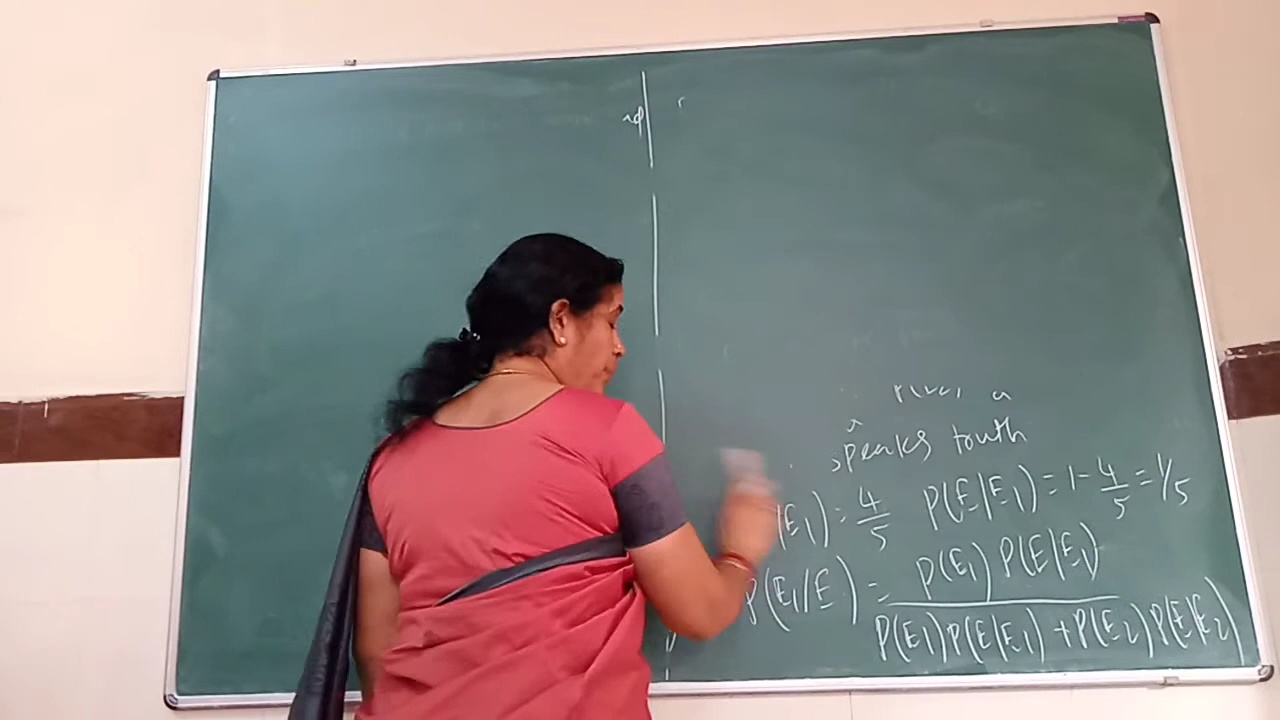 speaks truth
(E₁) = 4/5 P(E|E₁) = 1 - 4/5 = 1/5
P(E₁/E) = P(E₁) P(E|E₁) / P(E₁) P(E|E₁) + P(E₂) P(E|E₂)